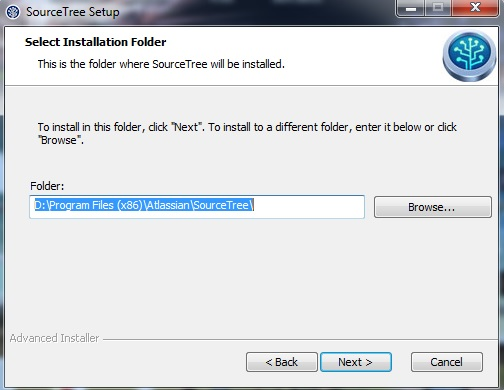 SourceTree Setup
Select Installation Folder
This is the folder where SourceTree will be installed.
To install in this folder, click "Next". To install to a different folder, enter it below or click
"Browse".
Folder:
D:\Program Files (x86)\Atlassian\SourceTree\
Browse...
Advanced Installer
< Back
Next >
Cancel